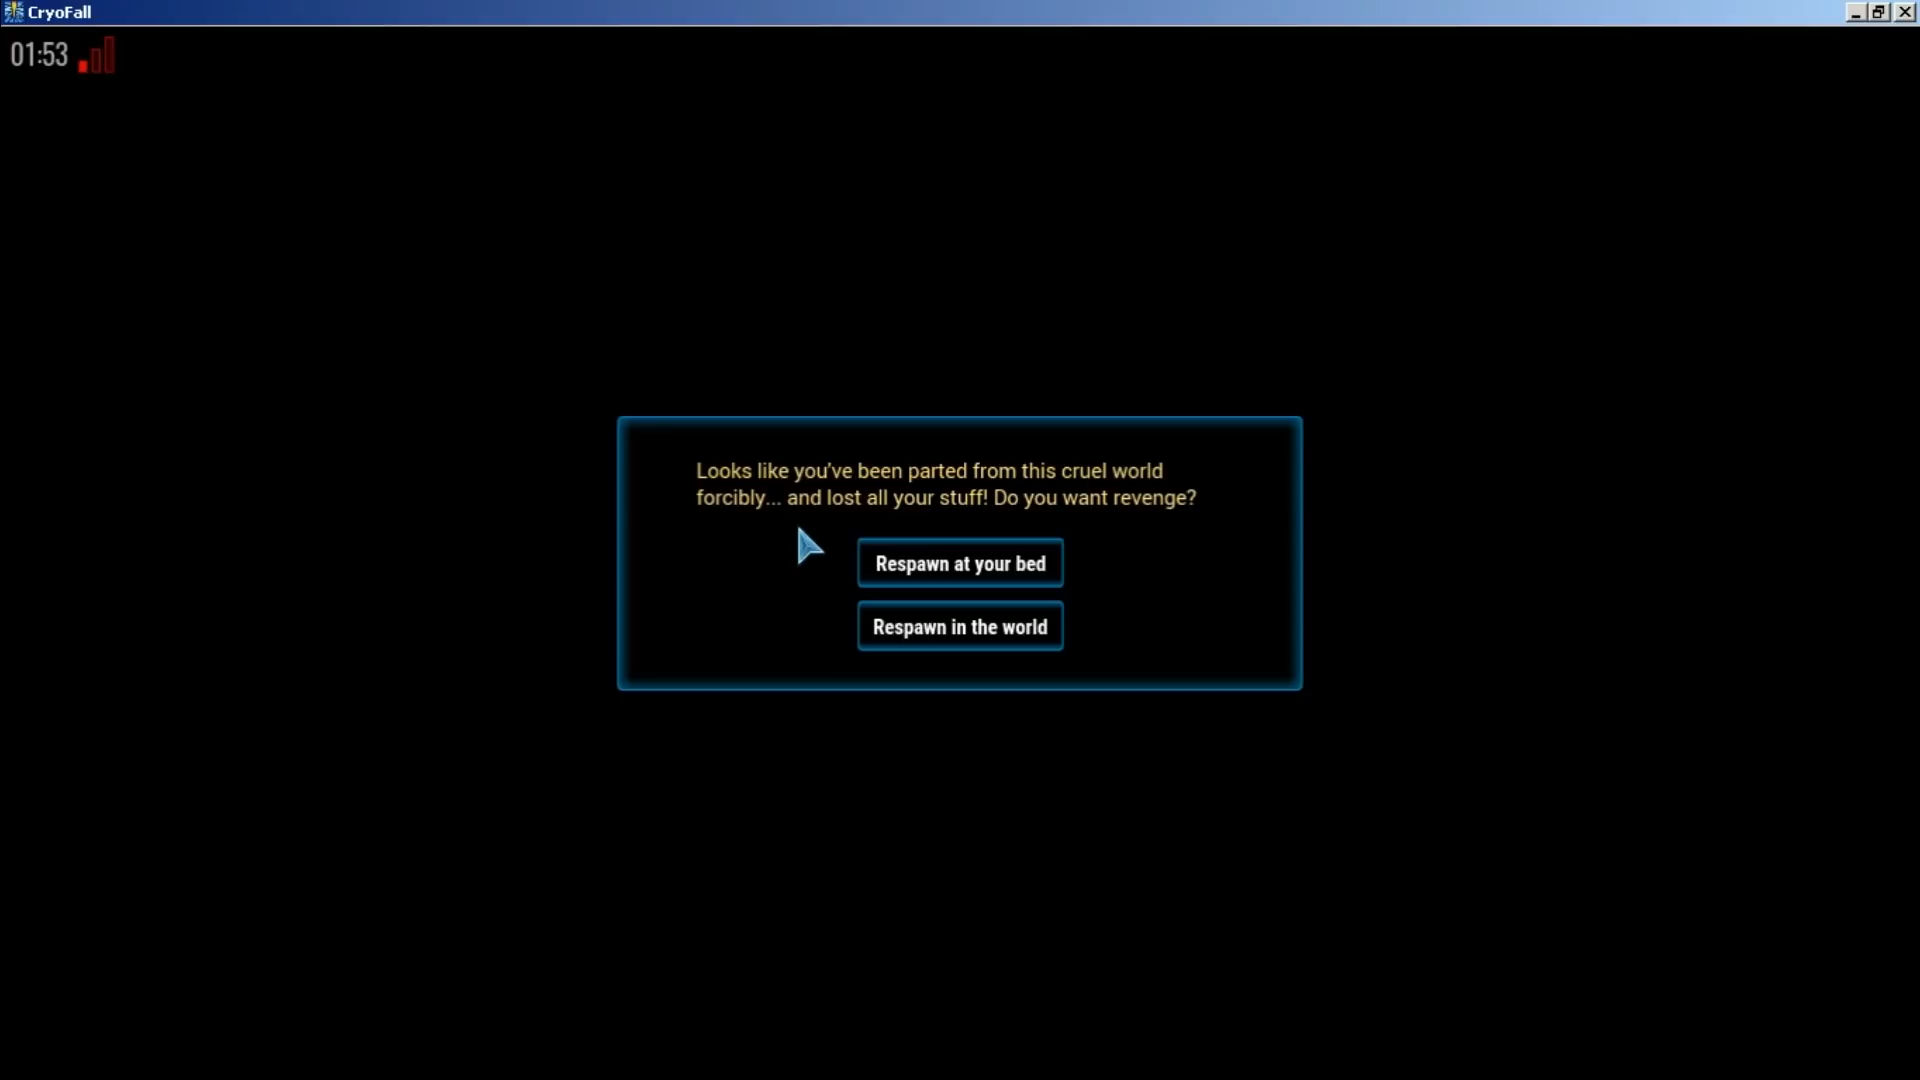 CryoFall
01:53
Looks like you've been parted from this cruel world
forcibly... and lost all your stuff! Do you want revenge?
Respawn at your bed
Respawn in the world